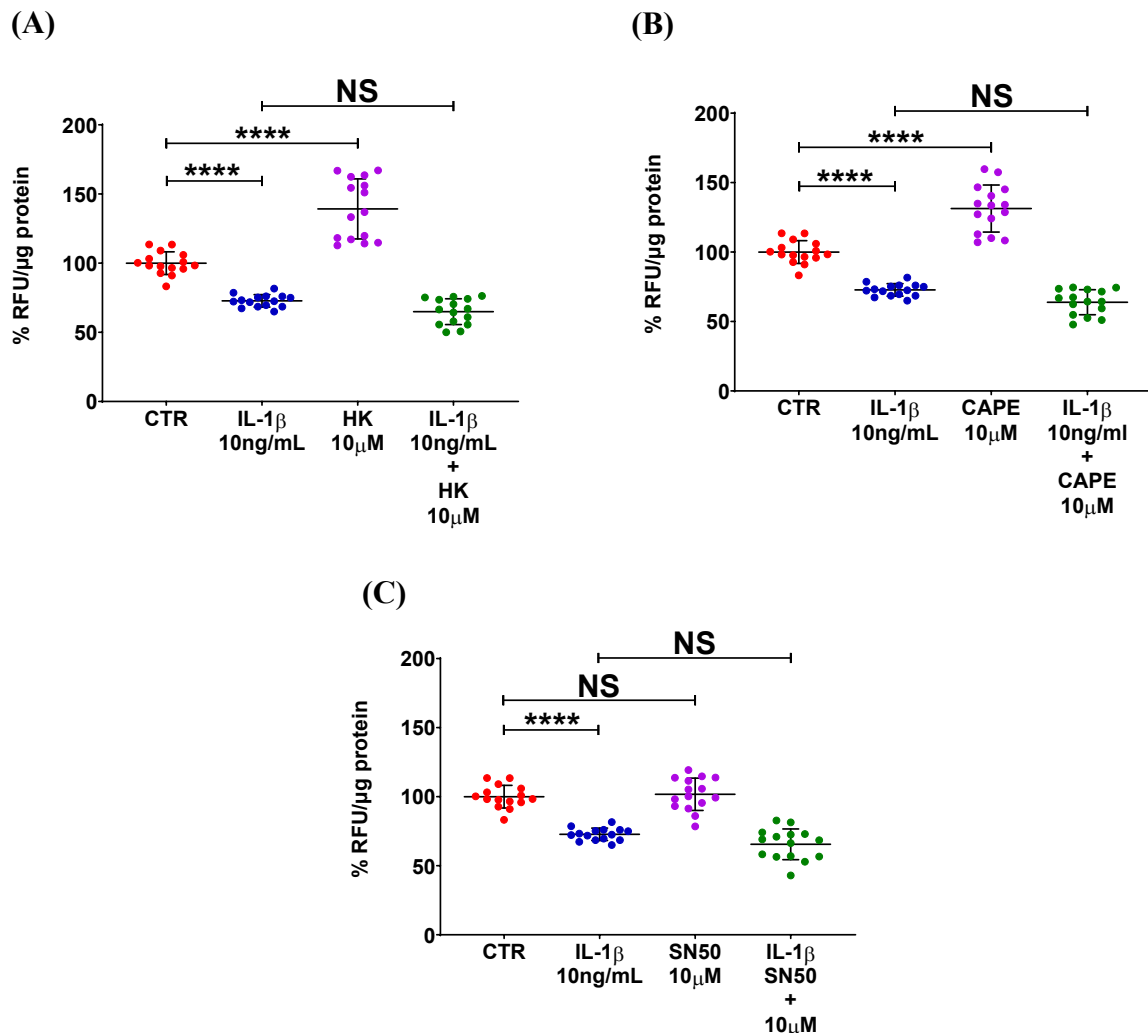 (A)
NS
****
****
% RFU/μg protein
200
150
100
50
0
CTR
IL-1β
10ng/mL
HK
10μM
IL-1β
10ng/mL
+
HK
10μM
(B)
NS
****
****
% RFU/μg protein
200
150
100
50
0
CTR
IL-1β
10ng/mL
CAPE
10μM
IL-1β
10ng/ml
+
CAPE
10μM
(C)
NS
NS
****
% RFU/μg protein
200
150
100
50
0
CTR
IL-1β
10ng/mL
SN50
10μM
IL-1β
SN50
+
10μM